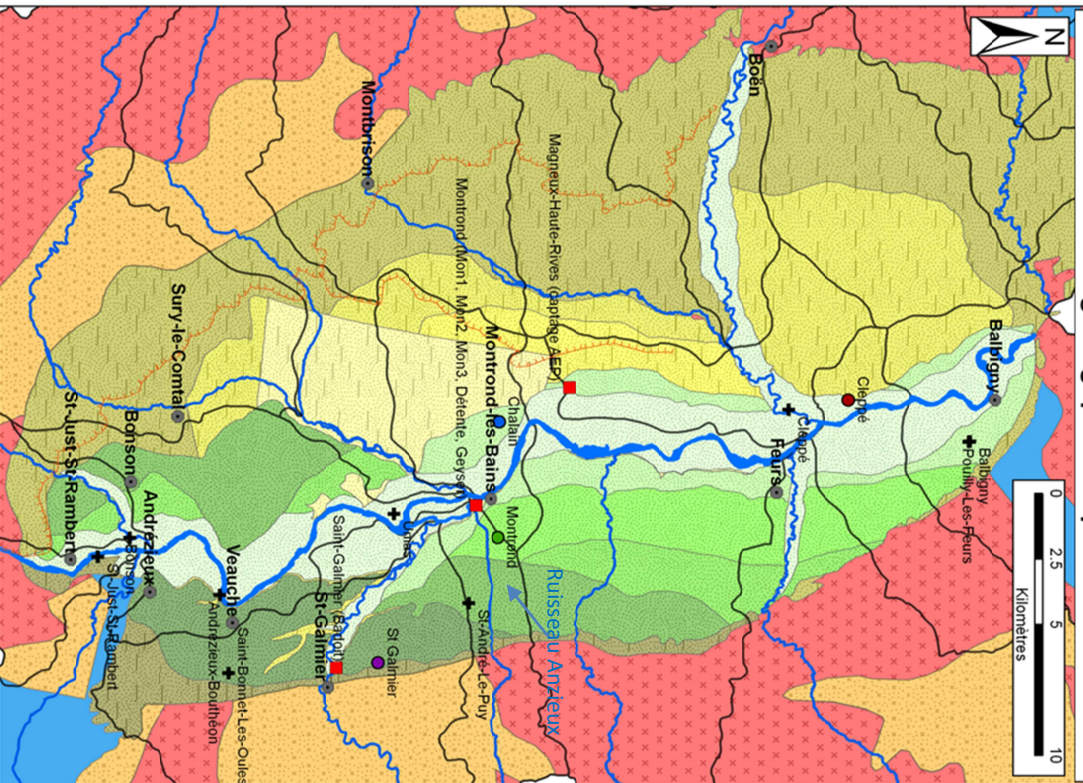 N
0 2.5 5 10
Kilomètres
Balbigny
Balbigny
Pouilly-Les-Feurs
Cleppé
Cleppé
Feurs
Boën
Magneux-Haute-Rives (captage AEP)
Ruisseau Anzieux
Chalain
Montrond
Montrond-les-Bains
St-André-Le-Puy
Montrond (Mon1, Mon2, Mon3, Détente, Geyser)
Unias
St Galmier
Montbrison
Saint-Galmier (Badoit)
St-Galmier
Saint-Bonnet-Les-Oules
Veauche
Andrézieux-Bouthéon
Sury-le-Comtal
Andrézieux
Bonson
Bonson
St-Just-St-Rambert
St-Just-St-Rambert